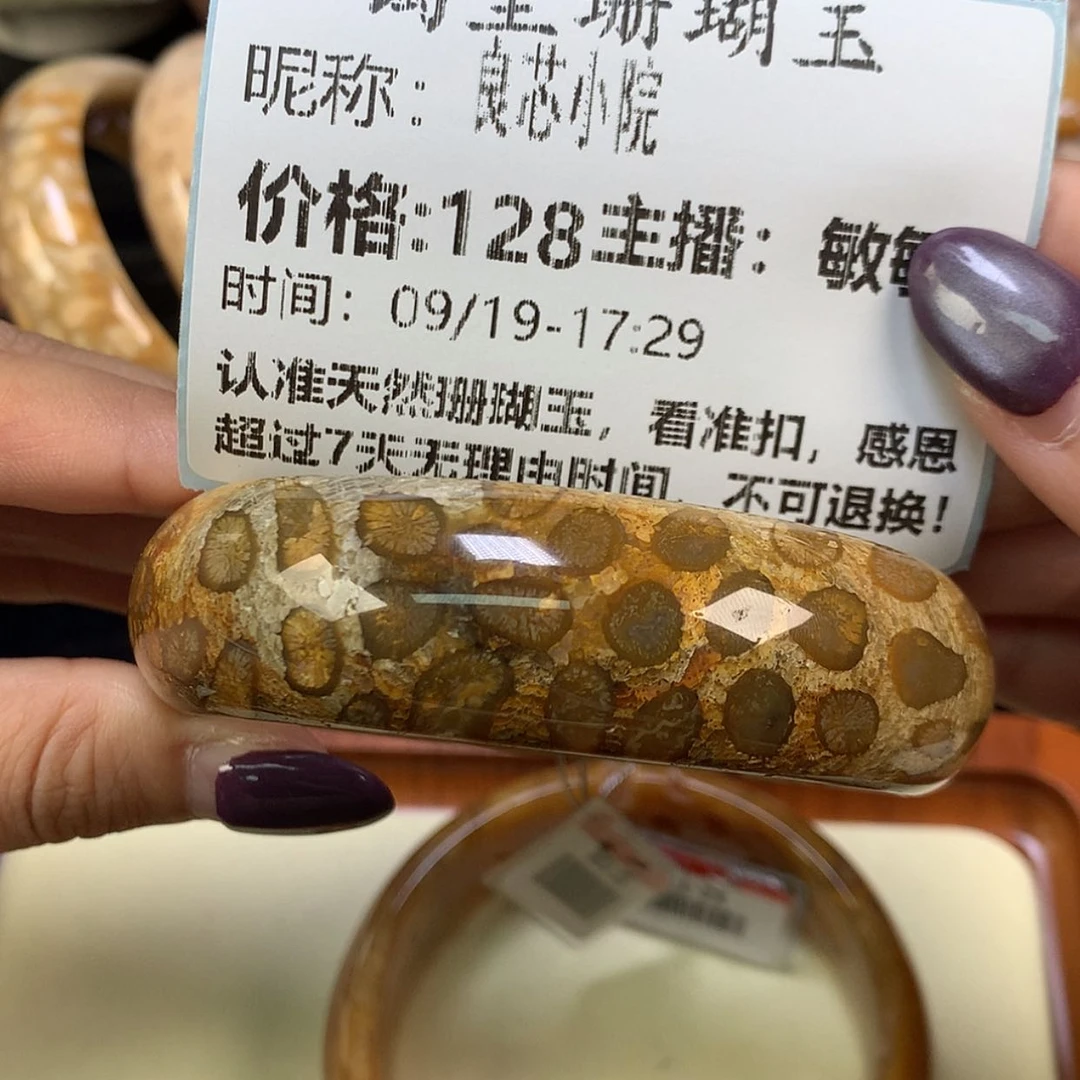 珊瑚玉
昵称：良芯小院
价格:128主播：敏敏
时间：09/19-17:29
认准天然珊瑚玉，看准扣，感恩
超过7天无理由时间，不可退换！